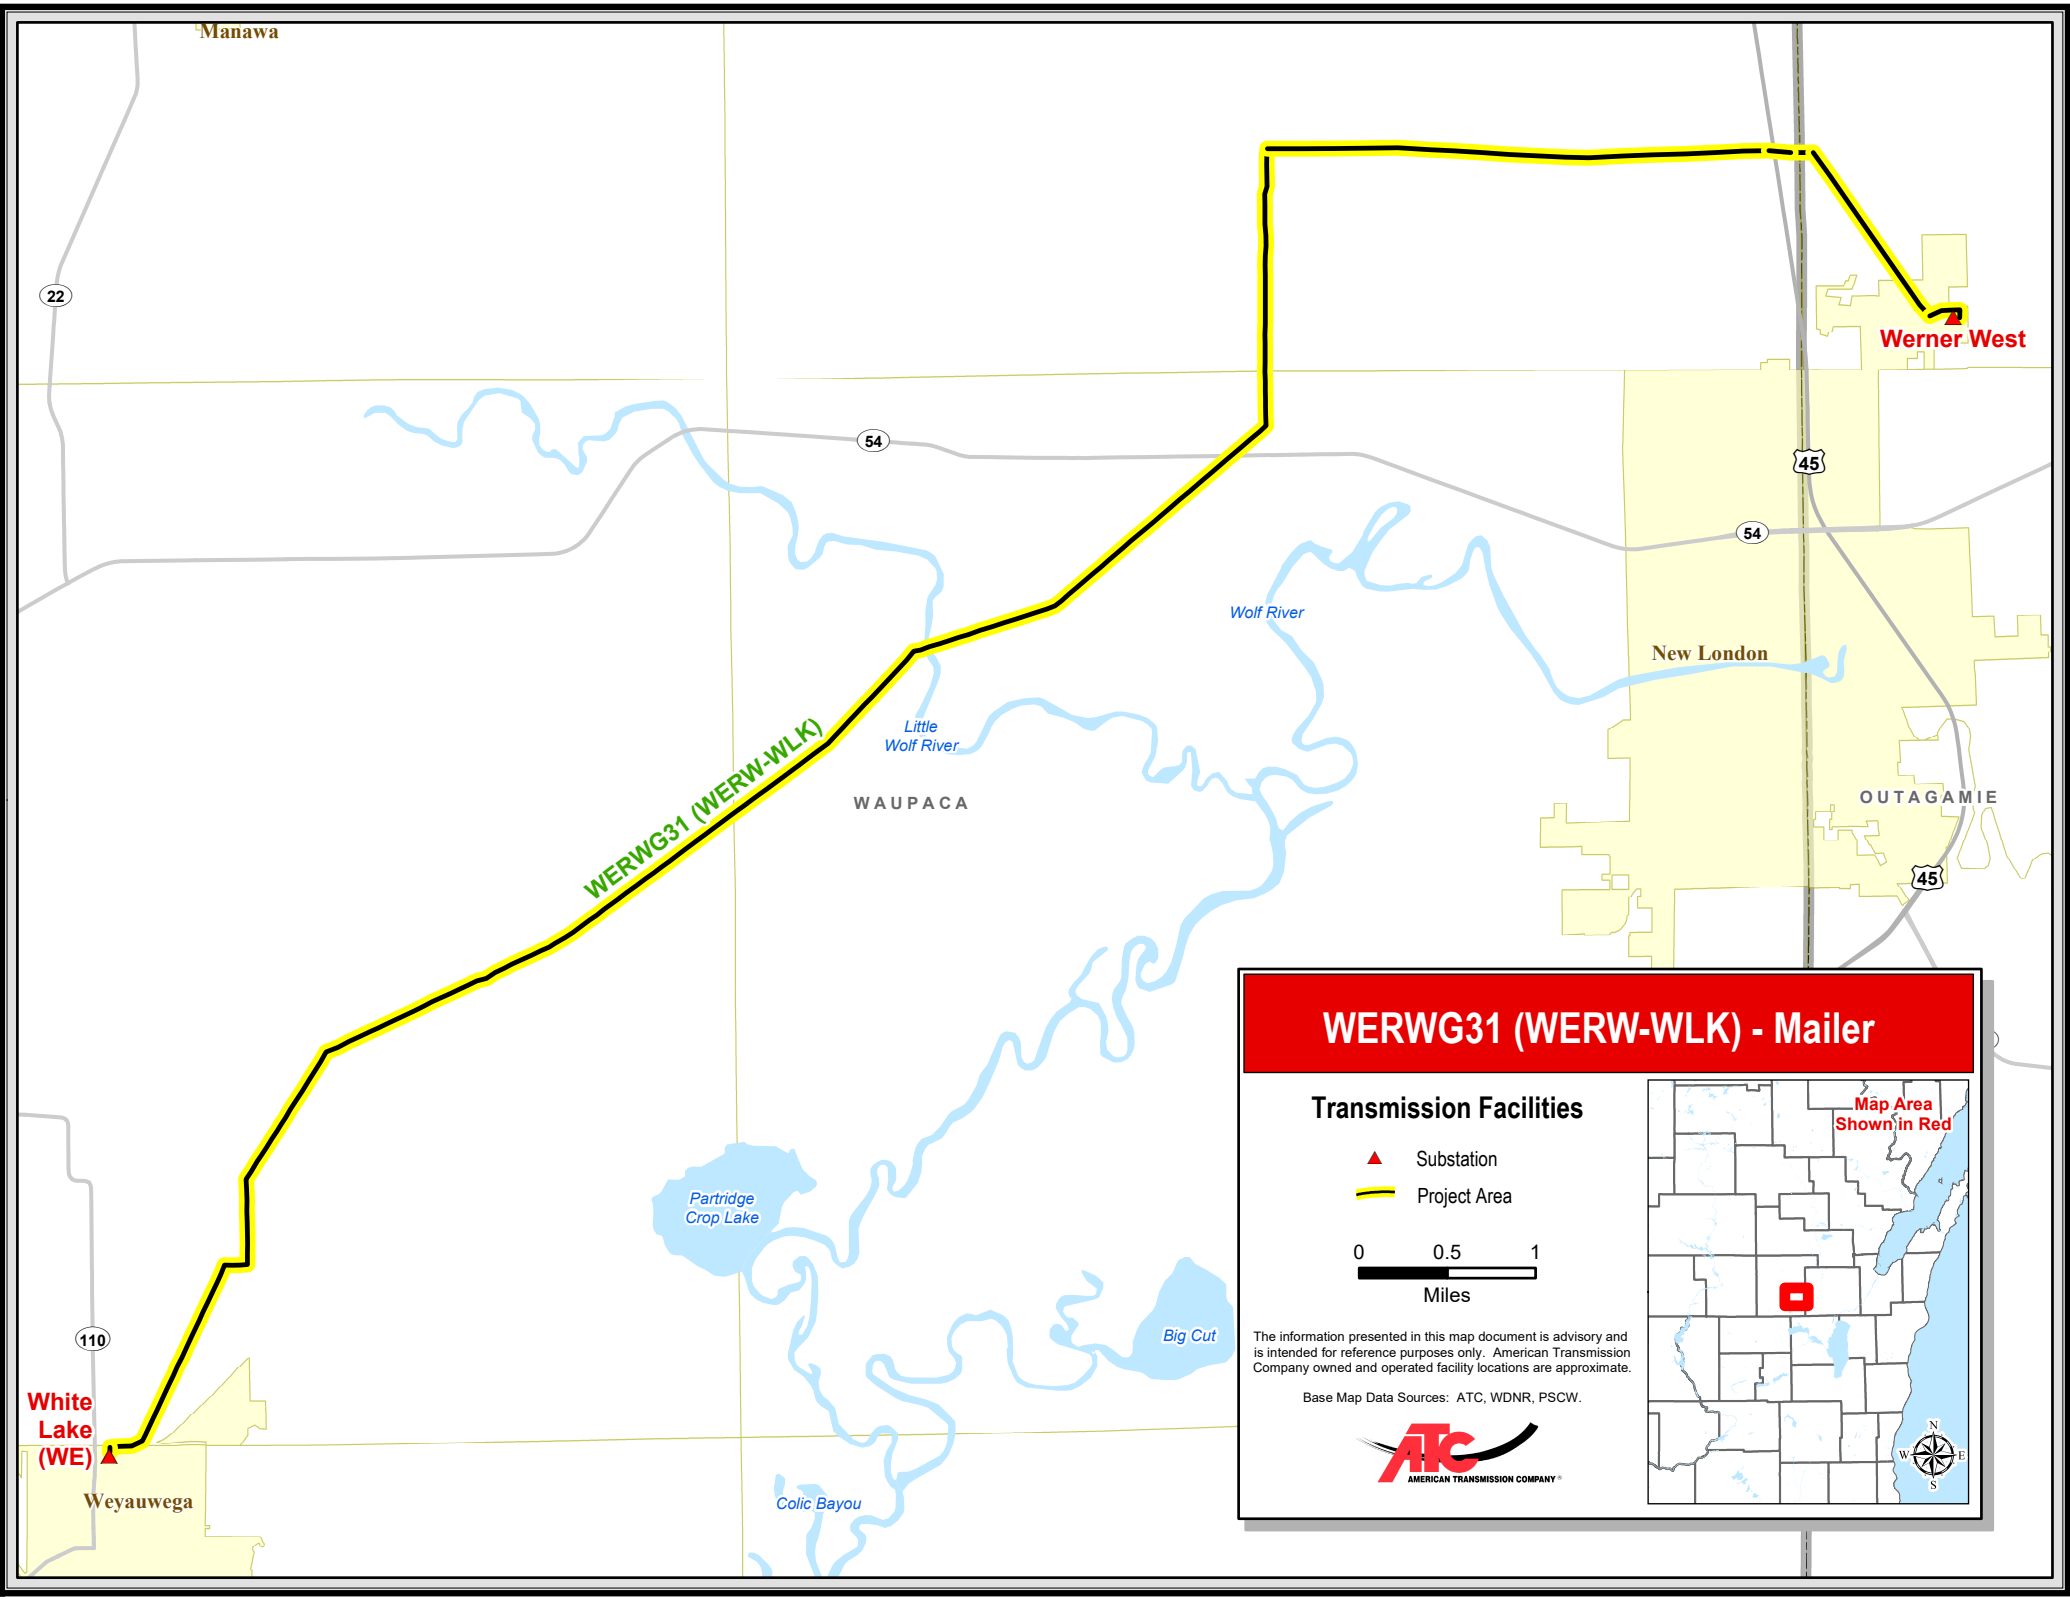 Manawa
22
Werner West
54
45
54
Wolf River
New London
Little
Wolf River
WERWG31 (WERW-WLK)
WAUPACA
OUTAGAMIE
45
Partridge
Crop Lake
Big Cut
110
White
Lake
(WE)
Weyauwega
Colic Bayou
WERWG31 (WERW-WLK) - Mailer
Transmission Facilities
Substation
Project Area
0 0.5 1
Miles
The information presented in this map document is advisory and
is intended for reference purposes only. American Transmission
Company owned and operated facility locations are approximate.
Base Map Data Sources: ATC, WDNR, PSCW.
ATC
AMERICAN TRANSMISSION COMPANY®
Map Area
Shown in Red
N
W E
S